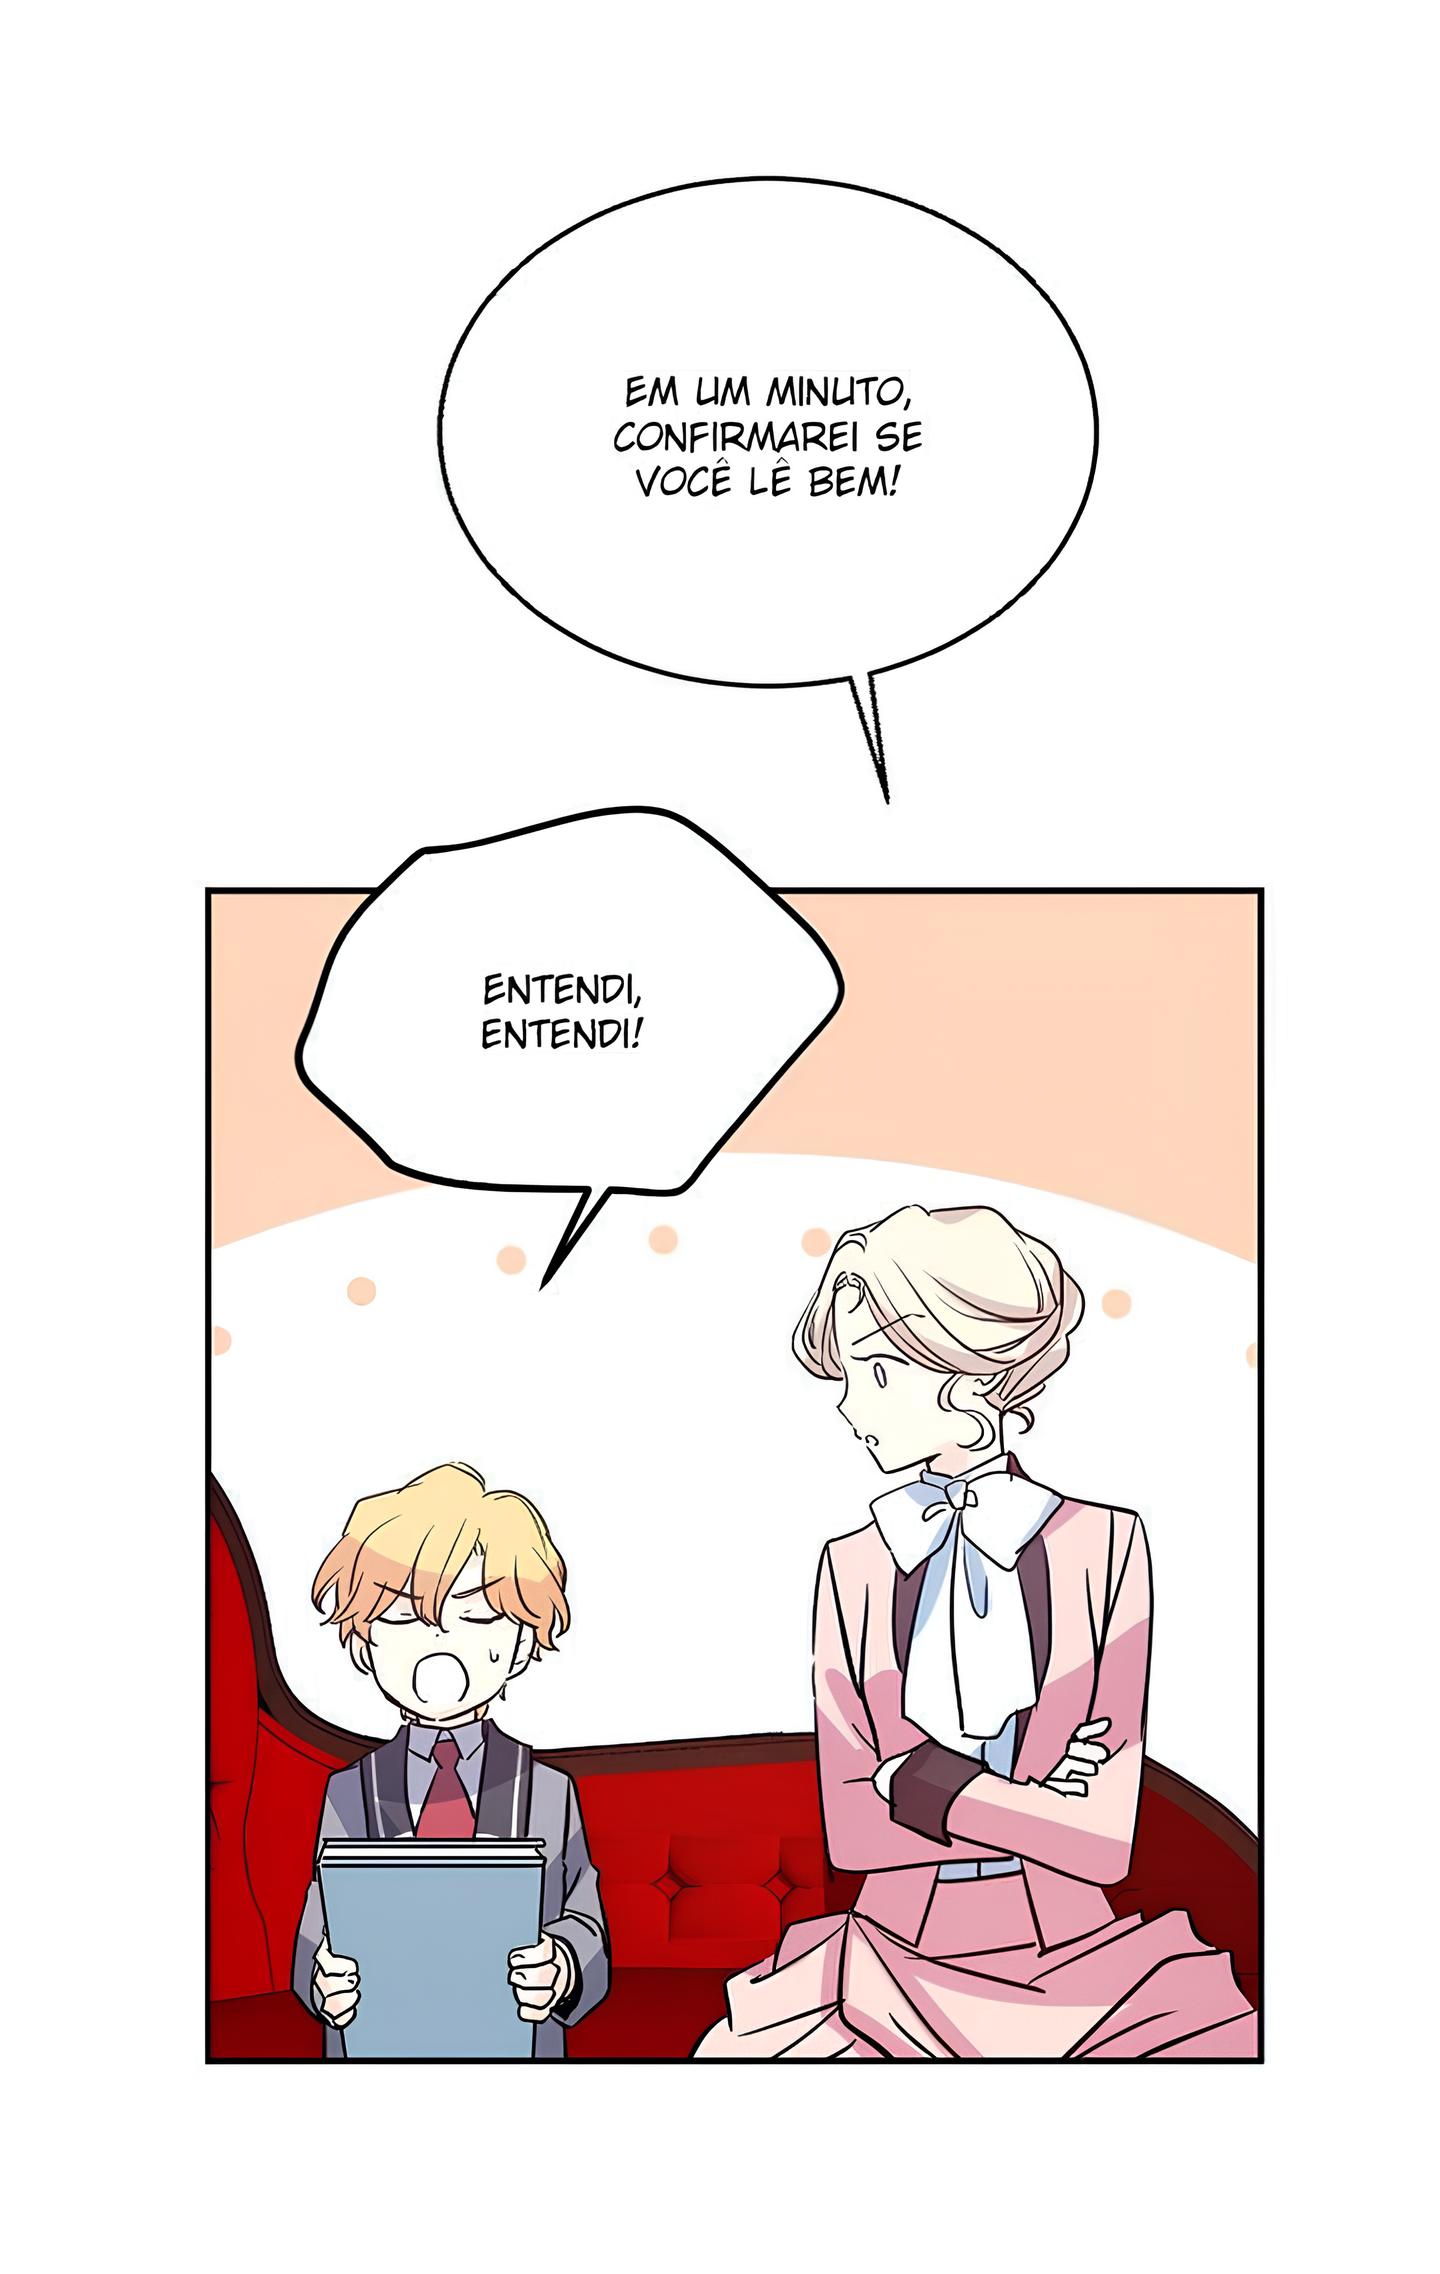 EM UM MINUTO,
CONFIRMAREI SE
VOCÊ LÊ BEM!
ENTENDI,
ENTENDI!